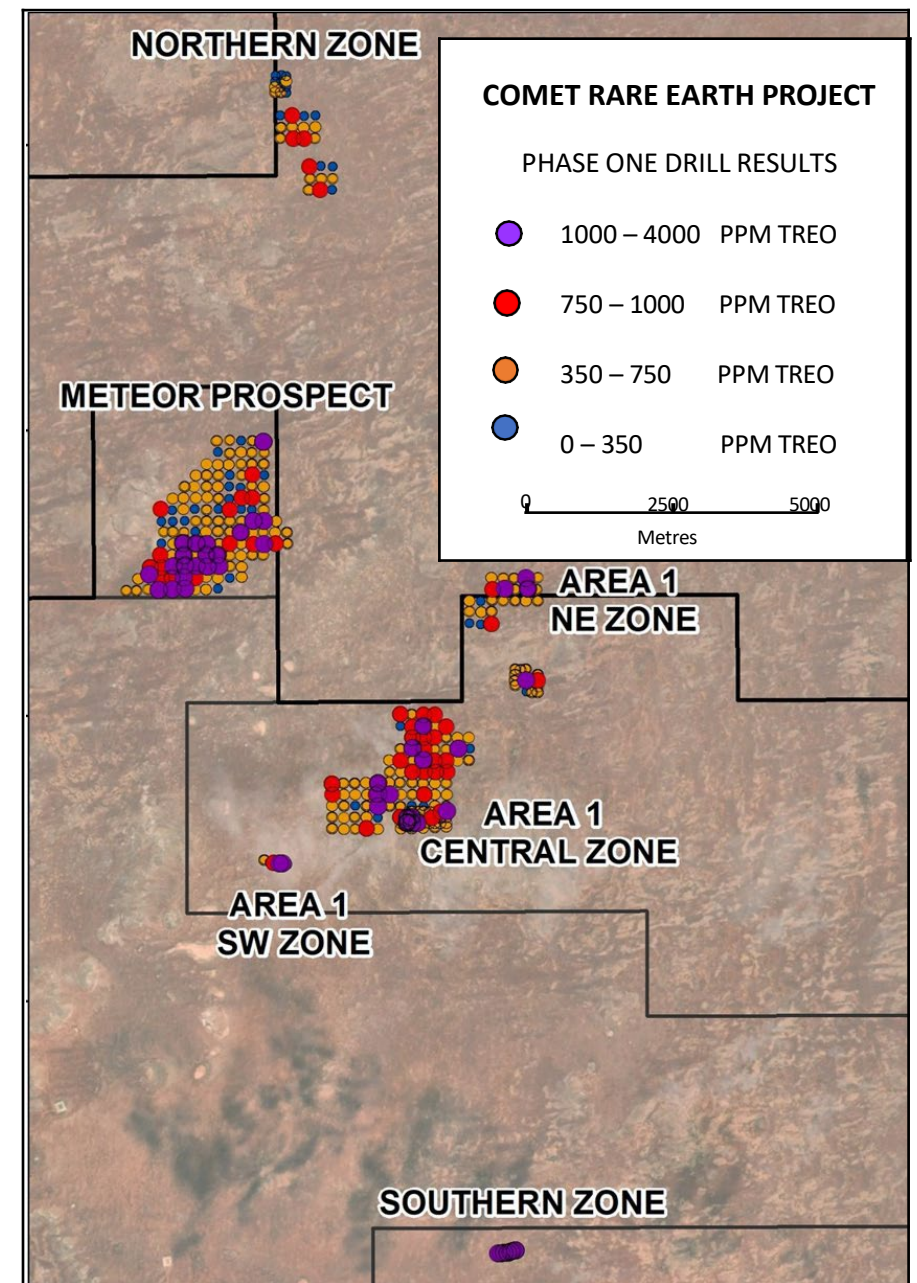 NORTHERN ZONE
COMET RARE EARTH PROJECT
PHASE ONE DRILL RESULTS
1000 – 4000 PPM TREO
750 – 1000 PPM TREO
350 – 750 PPM TREO
0 – 350 PPM TREO
0 2500 5000
Metres
METEOR PROSPECT
AREA 1
NE ZONE
AREA 1
CENTRAL ZONE
AREA 1
SW ZONE
SOUTHERN ZONE